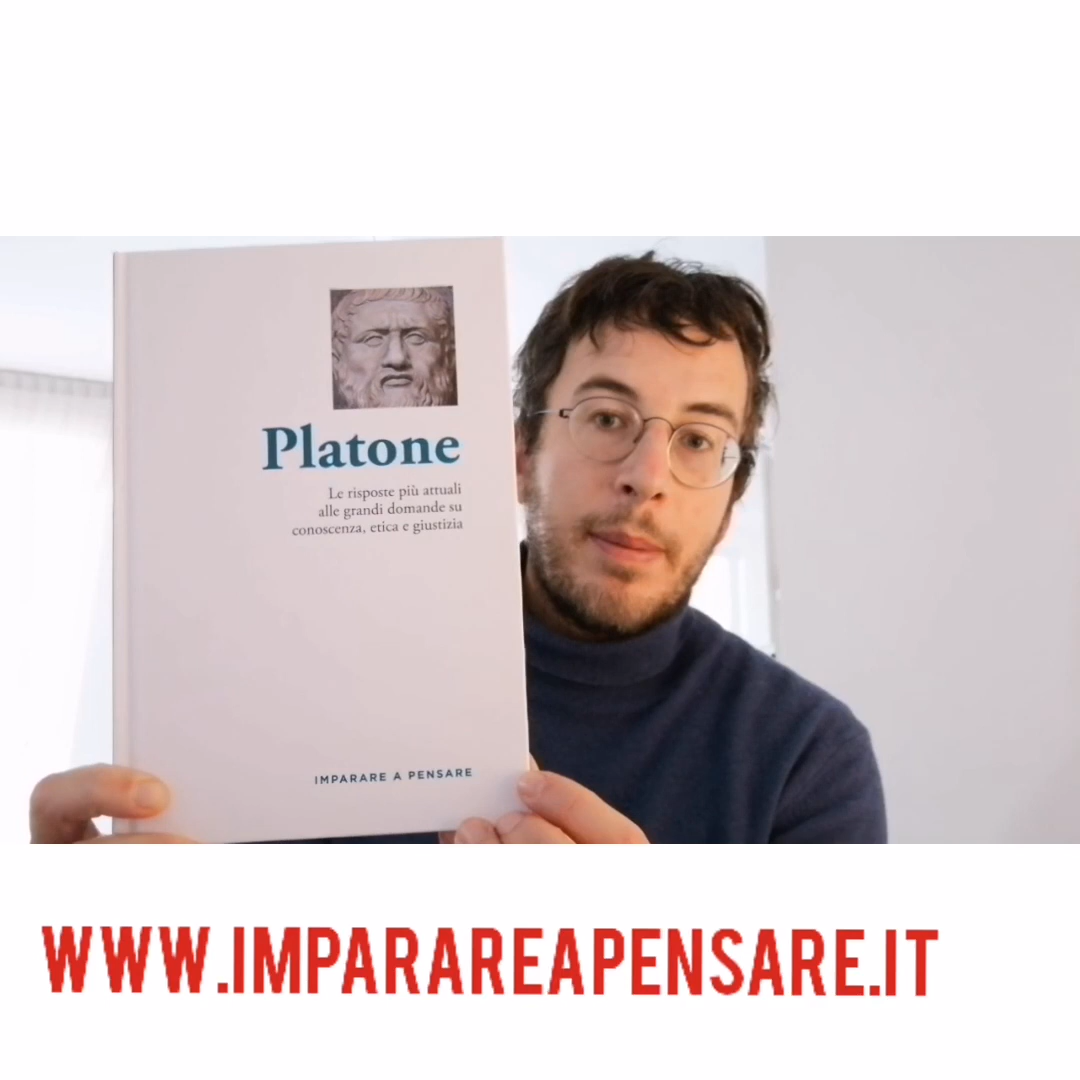 Platone
Le risposte più attuali
alle grandi domande su
conoscenza, etica e giustizia
IMPARARE A PENSARE
WWW.IMPARAREAPENSARE.IT